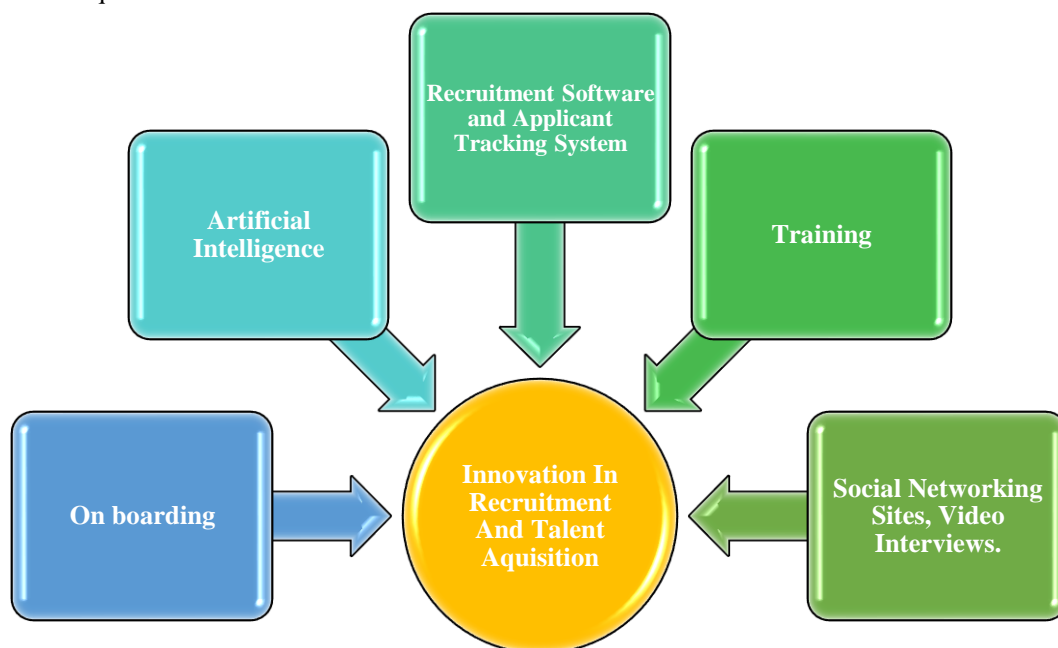 Recruitment Software
and Applicant
Tracking System
Artificial
Intelligence
Training
On boarding
Innovation In
Recruitment
And Talent
Aquisition
Social Networking
Sites, Video
Interviews.